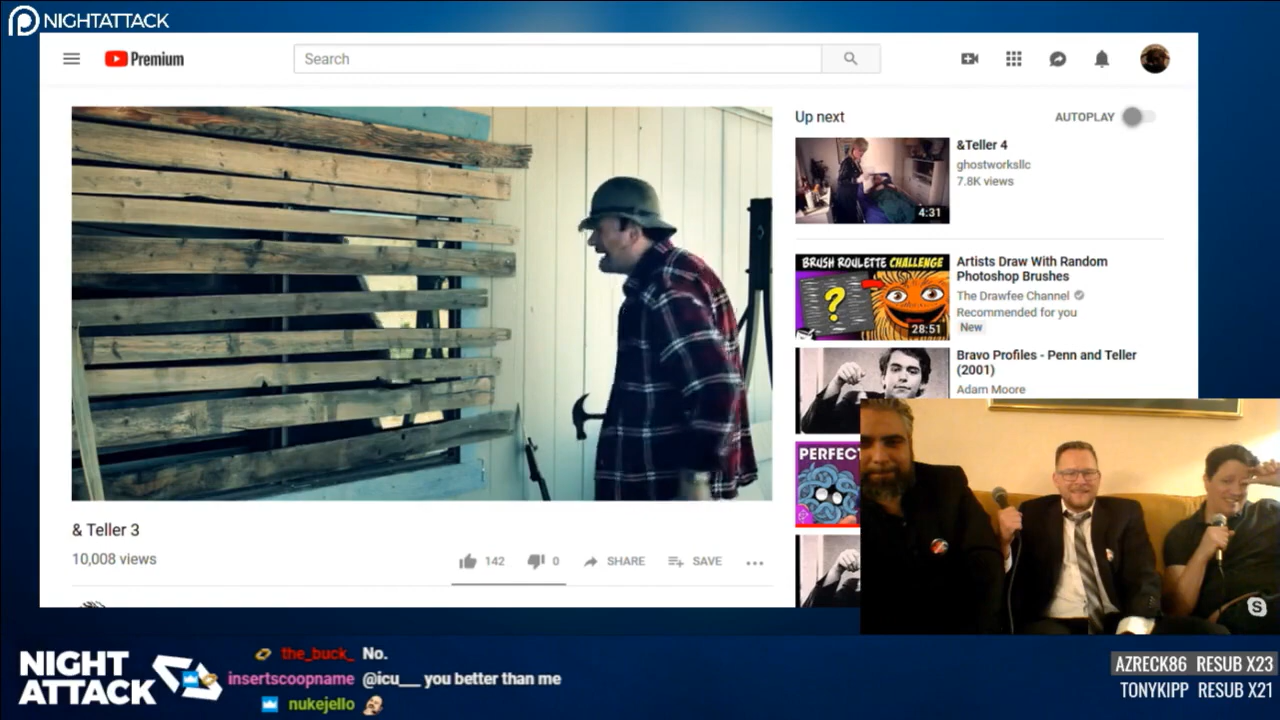 NIGHTATTACK
Premium
Search
Up next
AUTOPLAY
&Teller 4
ghostworksllc
7.8K views
4:31
BRUSH ROULETTE CHALLENGE
?
28:51
Artists Draw With Random
Photoshop Brushes
The Drawfee Channel
Recommended for you
New
Bravo Profiles - Penn and Teller
(2001)
Adam Moore
PERFECT
& Teller 3
10,008 views
142
0
SHARE
SAVE
NIGHT
ATTACK
the_buck_ No.
insertscoopname @icu___ you better than me
nukejello
AZRECK86 RESUB X23
TONYKIPP RESUB X21